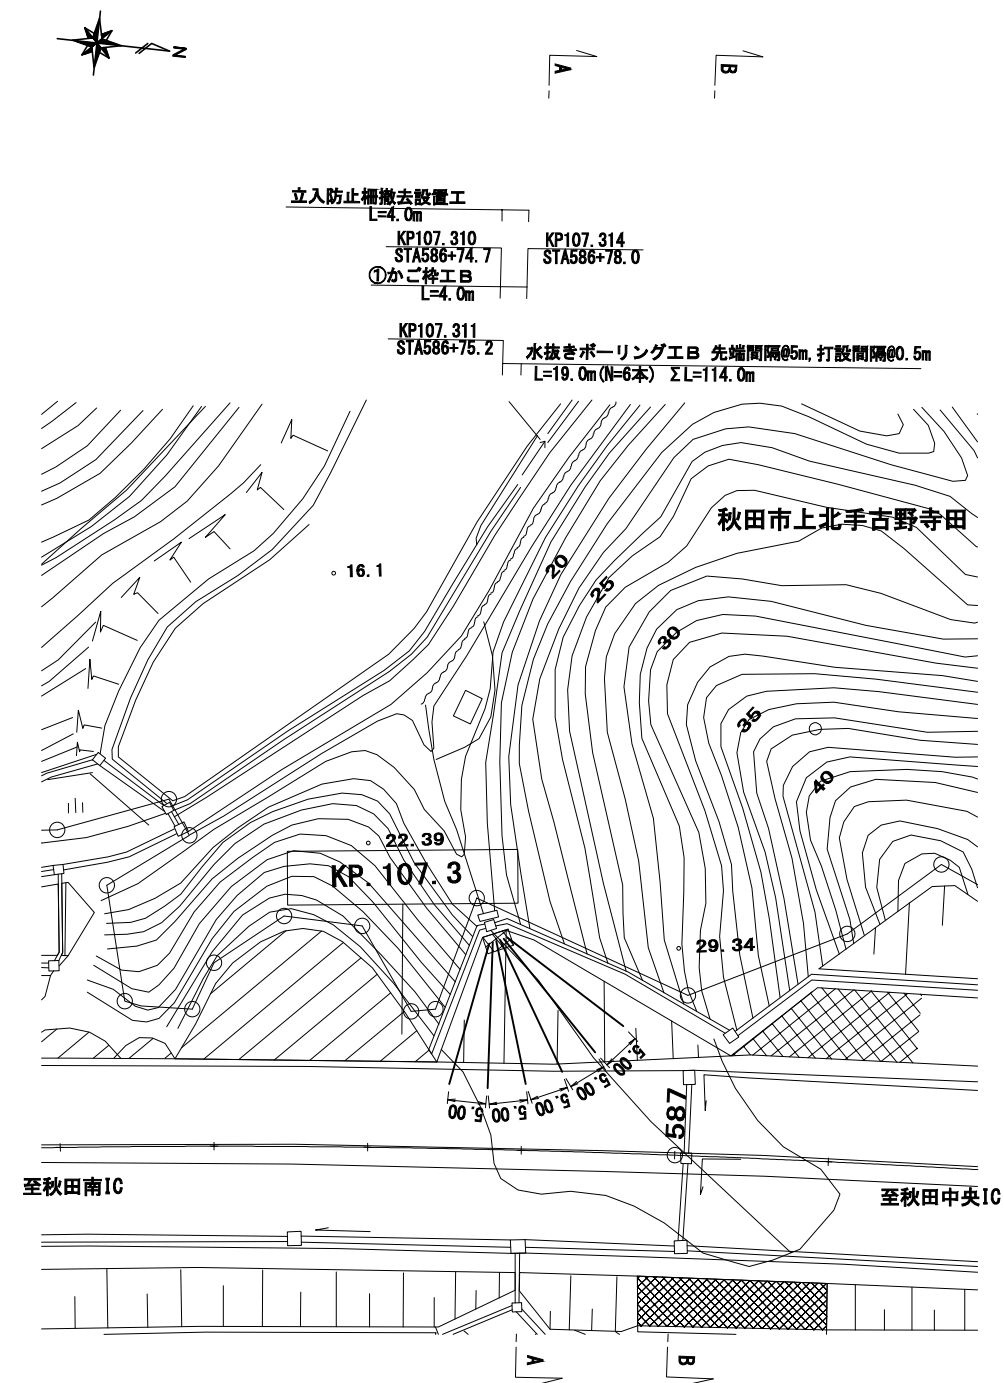 N
A
B
立入防止柵撤去設置工
L=4.0m
KP107.310
STA586+74.7
KP107.314
STA586+78.0
①かご枠工B
L=4.0m
KP107.311
STA586+75.2
水抜きボーリング工B 先端間隔@5m,打設間隔@0.5m
L=19.0m(N=6本) ΣL=114.0m
秋田市上北手古野寺田
20
16.1
25
30
35
40
22.39
KP.107.3
29.34
5.00
5.00
5.00
5.00
5.00
587
至秋田南IC
至秋田中央IC
A
B